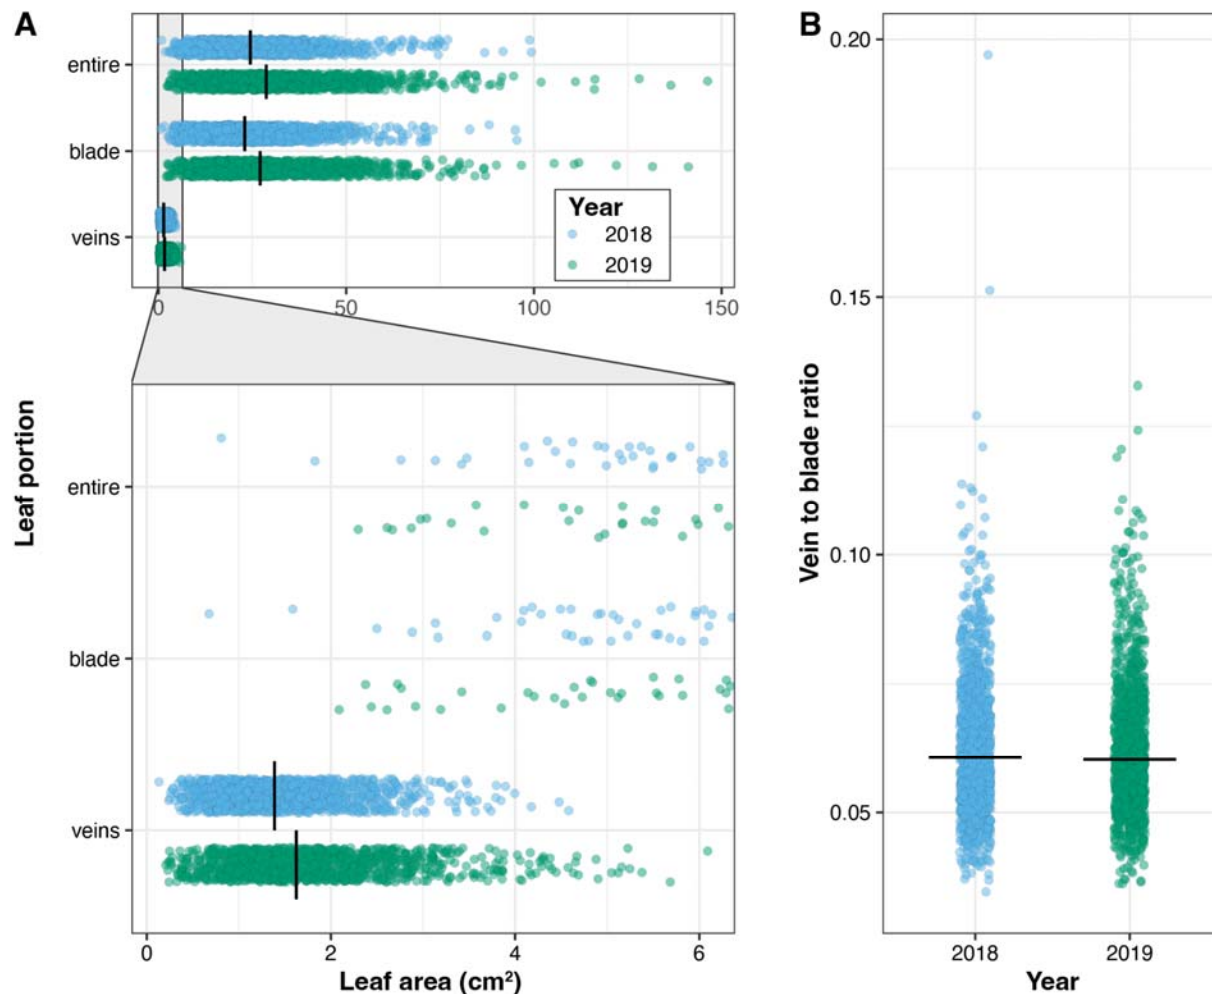 A
entire
blade
veins
Year
2018
2019
0
50
100
150
Leaf portion
entire
blade
veins
0
2
4
6
Leaf area (cm²)
B
Vein to blade ratio
0.20
0.15
0.10
0.05
2018
2019
Year